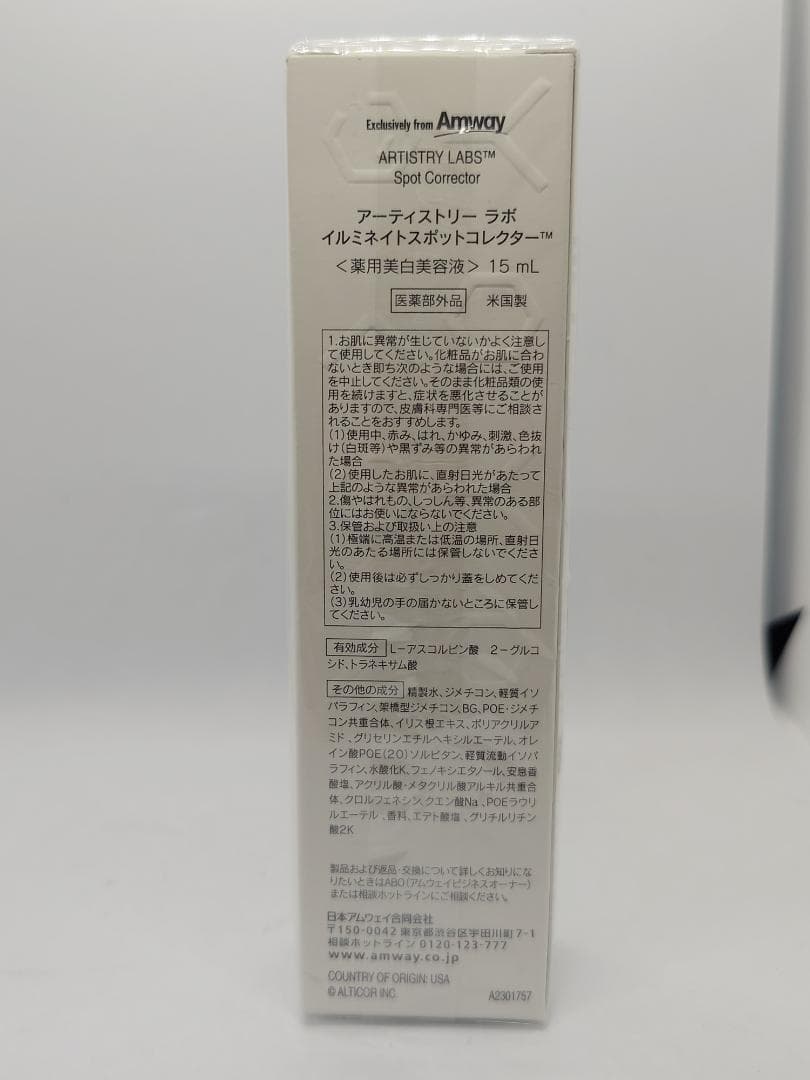 Exclusively from Amway
ARTISTRY LABS™
Spot Corrector
アーティストリー ラボ
イルミネイトスポットコレクター™
＜薬用美白美容液＞ 15 mL
医薬部外品 米国製
1.お肌に異常が生じていないかよく注意し
て使用してください。化粧品がお肌に合わ
ないとき即ち次のような場合には、ご使用
を中止してください。そのまま化粧品類の使
用を続けますと、症状を悪化させることが
ありますので、皮膚科専門医等にご相談さ
れることをおすすめします。
(1)使用中、赤み、はれ、かゆみ、刺激、色抜
け(白斑等)や黒ずみ等の異常があらわれ
た場合
(2)使用したお肌に、直射日光があたって
上記のような異常があらわれた場合
2.傷やはれもの、しっしん等、異常のある部
位にはお使いにならないでください。
3.保管および取扱い上の注意
(1)極端に高温または低温の場所、直射日
光のあたる場所には保管しないでくださ
い。
(2)使用後は必ずしっかり蓋をしめてくだ
さい。
(3)乳幼児の手の届かないところに保管し
てください。
有効成分 L-アスコルビン酸 2-グルコ
シド、トラネキサム酸
その他の成分 精製水、ジメチコン、軽質イソ
パラフィン、架橋型ジメチコン、BG、POE・ジメチ
コン共重合体、イリス根エキス、ポリアクリルア
ミド、グリセリンエチルヘキシルエーテル、オレ
イン酸POE(20)ソルビタン、軽質流動イソパ
ラフィン、水酸化K、フェノキシエタノール、安息香
酸塩、アクリル酸・メタクリル酸アルキル共重合
体、クロルフェネシン、クエン酸Na、POEラウリ
ルエーテル、香料、エデト酸塩、グリチルリチン
酸2K
製品および返品・交換について詳しくお知りにな
りたいときはABO(アムウェイビジネスオーナー)
または相談ホットラインにご相談ください。
日本アムウェイ合同会社
〒150-0042 東京都渋谷区宇田川町7-1
相談ホットライン 0120-123-777
www.amway.co.jp
COUNTRY OF ORIGIN: USA
© ALTICOR INC. A2301757